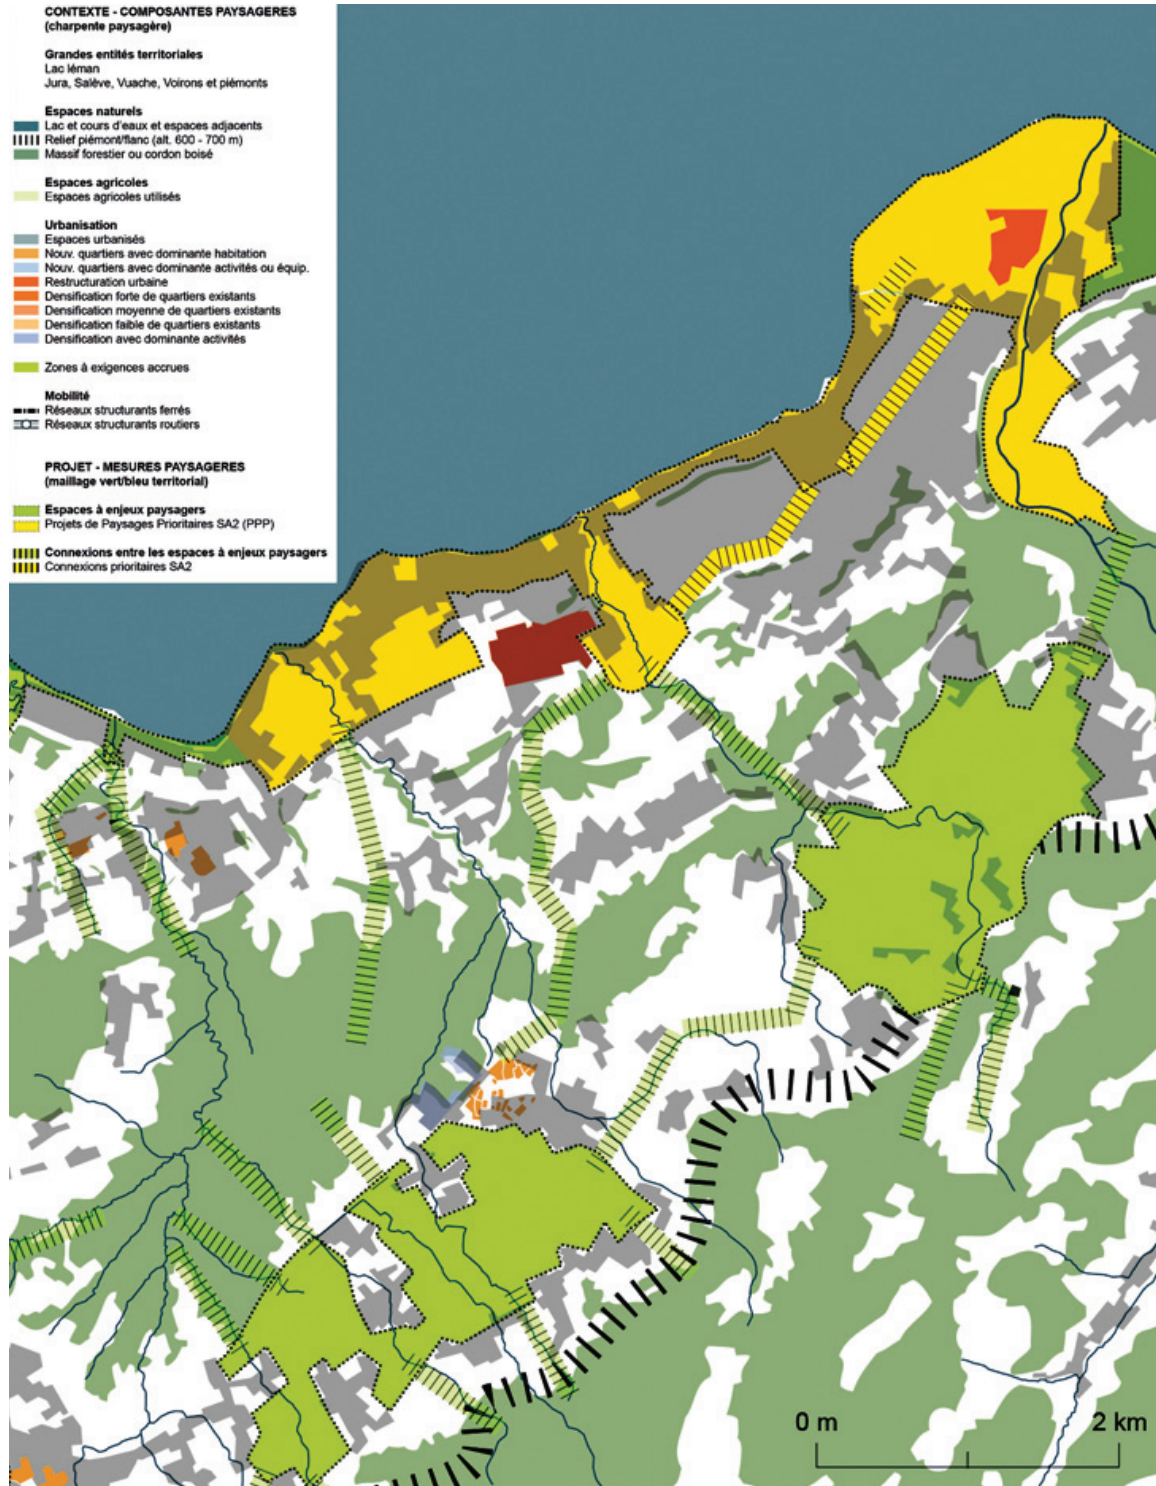 CONTEXTE - COMPOSANTES PAYSAGERES
(charpente paysagère)
Grandes entités territoriales
Lac léman
Jura, Salève, Vuache, Voirons et piémonts
Espaces naturels
Lac et cours d'eaux et espaces adjacents
Relief piémont/flanc (alt. 600 - 700 m)
Massif forestier ou cordon boisé
Espaces agricoles
Espaces agricoles utilisés
Urbanisation
Espaces urbanisés
Nouv. quartiers avec dominante habitation
Nouv. quartiers avec dominante activités ou équip.
Restructuration urbaine
Densification forte de quartiers existants
Densification moyenne de quartiers existants
Densification faible de quartiers existants
Densification avec dominante activités
Zones à exigences accrues
Mobilité
Réseaux structurants ferrés
Réseaux structurants routiers
PROJET - MESURES PAYSAGERES
(maillage vert/bleu territorial)
Espaces à enjeux paysagers
Projets de Paysages Prioritaires SA2 (PPP)
Connexions entre les espaces à enjeux paysagers
Connexions prioritaires SA2
0 m 2 km